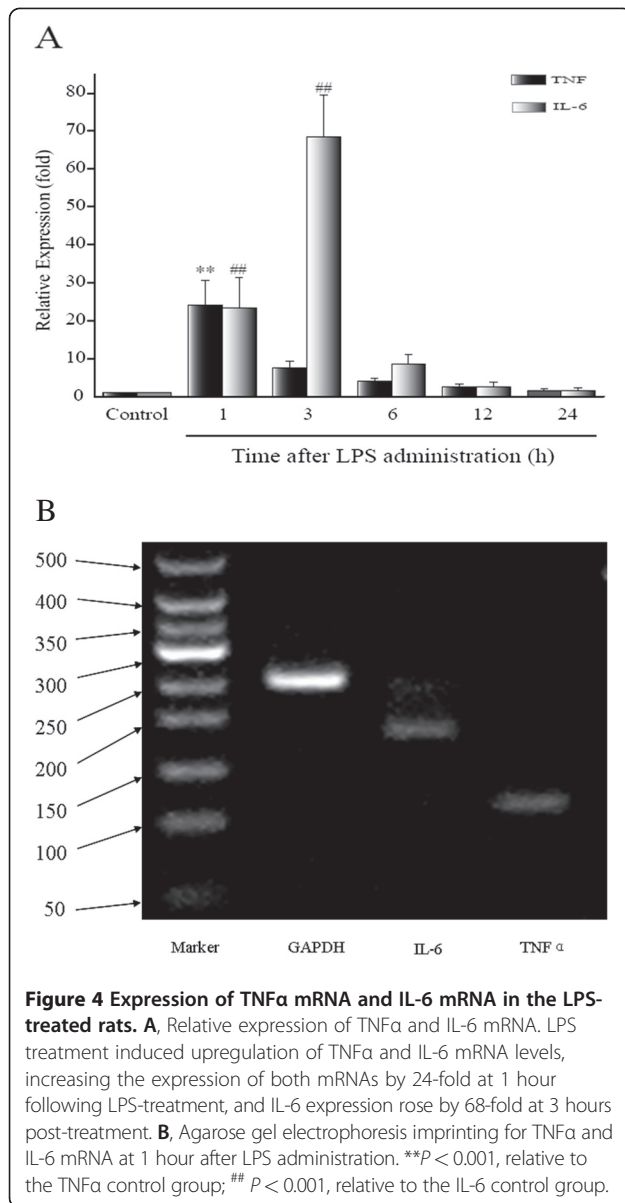 A
TNF
IL-6
Relative Expression (fold)
80
70
60
50
40
30
20
10
0
** ## ##
Control 1 3 6 12 24
Time after LPS administration (h)
B
500
400
350
300
250
200
150
100
50
Marker GAPDH IL-6 TNF α
Figure 4 Expression of TNFα mRNA and IL-6 mRNA in the LPS-
treated rats. A, Relative expression of TNFα and IL-6 mRNA. LPS
treatment induced upregulation of TNFα and IL-6 mRNA levels,
increasing the expression of both mRNAs by 24-fold at 1 hour
following LPS-treatment, and IL-6 expression rose by 68-fold at 3 hours
post-treatment. B, Agarose gel electrophoresis imprinting for TNFα and
IL-6 mRNA at 1 hour after LPS administration. **P < 0.001, relative to
the TNFα control group; ## P < 0.001, relative to the IL-6 control group.